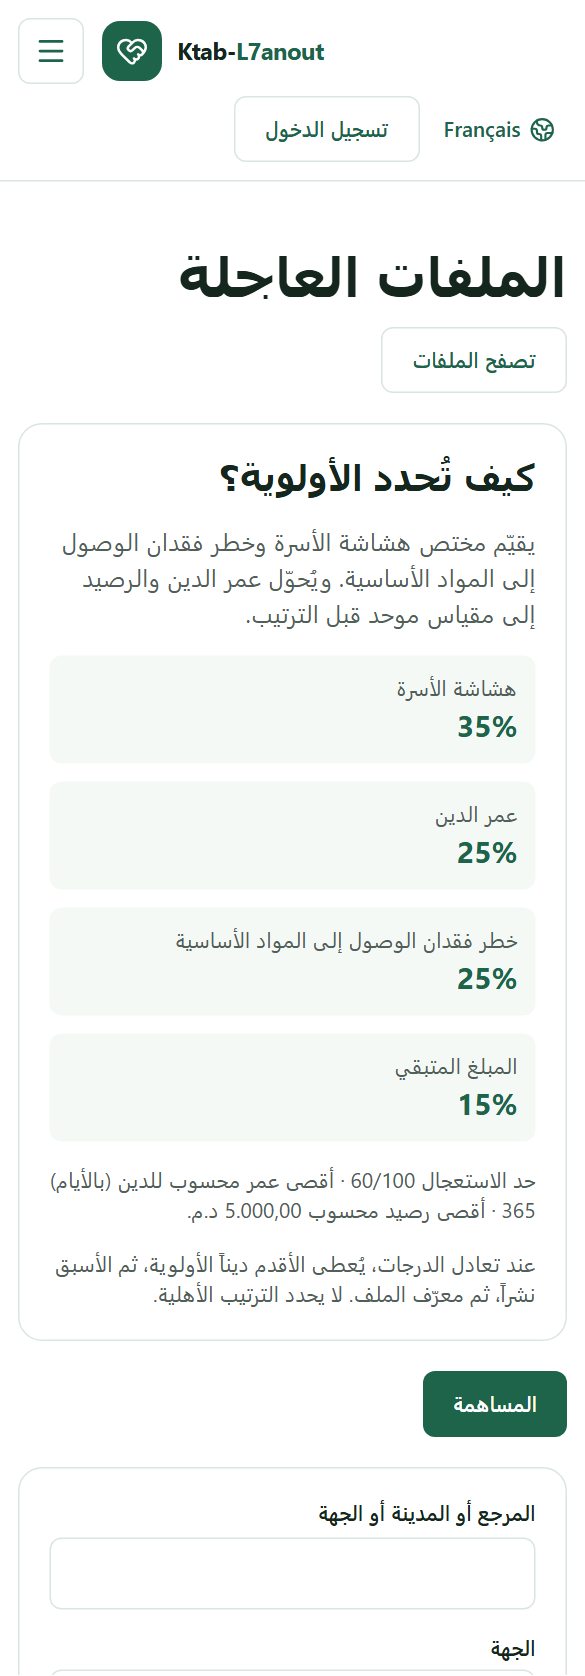 Ktab-L7anout
Français
تسجيل الدخول
الملفات العاجلة
تصفح الملفات
كيف تُحدد الأولوية؟
يقيّم مختص هشاشة الأسرة وخطر فقدان الوصول
إلى المواد الأساسية. ويُحوّل عمر الدين والرصيد
إلى مقياس موحد قبل الترتيب.
هشاشة الأسرة
35%
عمر الدين
25%
خطر فقدان الوصول إلى المواد الأساسية
25%
المبلغ المتبقي
15%
حد الاستعجال 60/100 · أقصى عمر محسوب للدين (بالأيام)
365 · أقصى رصيد محسوب 5.000,00 د.م.
عند تعادل الدرجات، يُعطى الأقدم ديناً الأولوية، ثم الأسبق
نشراً، ثم معرّف الملف. لا يحدد الترتيب الأهلية.
المساهمة
المرجع أو المدينة أو الجهة
الجهة